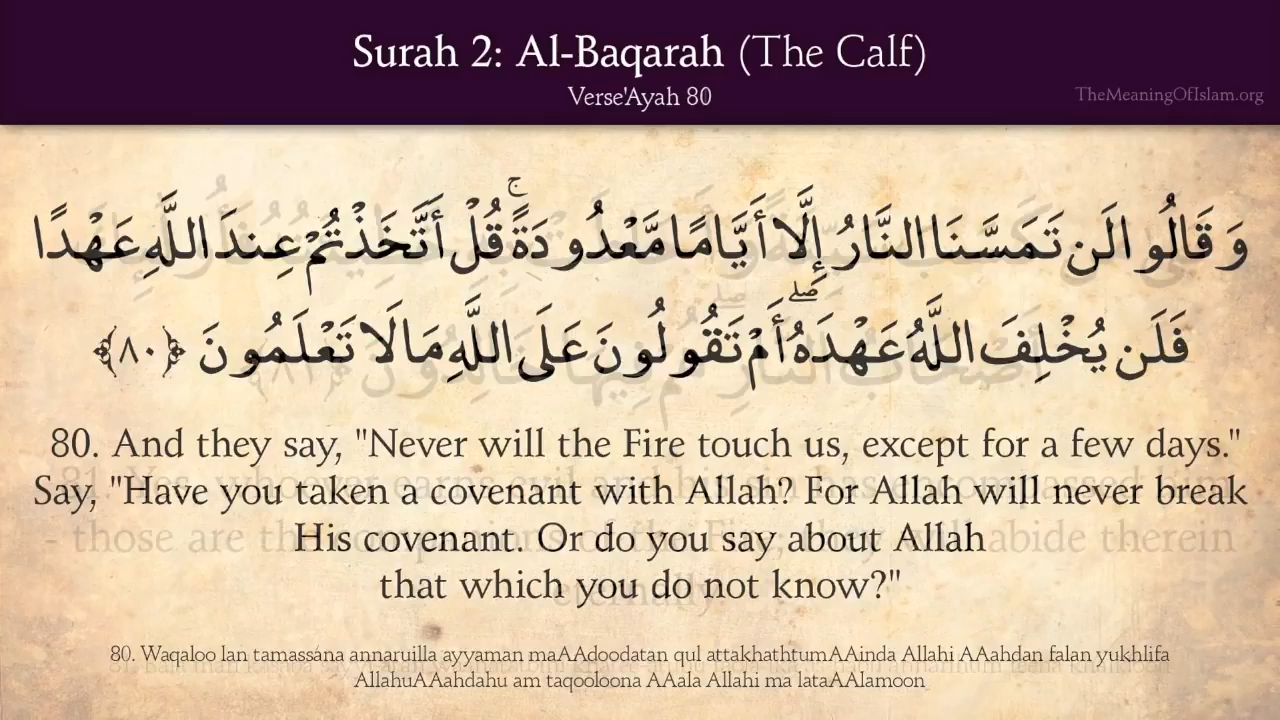 Surah 2: Al-Baqarah (The Calf)
Verse'Ayah 80
TheMeaningOfIslam.org
وَقَالُوا لَن تَمَسَّنَا النَّارُ إِلَّا أَيَّامًا مَّعْدُودَةً ۚ قُلْ أَتَّخَذْتُمْ عِندَ اللَّهِ عَهْدًا
فَلَن يُخْلِفَ اللَّهُ عَهْدَهُ ۖ أَمْ تَقُولُونَ عَلَى اللَّهِ مَا لَا تَعْلَمُونَ ﴿٨٠﴾
80. And they say, "Never will the Fire touch us, except for a few days."
Say, "Have you taken a covenant with Allah? For Allah will never break
His covenant. Or do you say about Allah
that which you do not know?"
80. Waqaloo lan tamassana annaruilla ayyaman maAAdoodatan qul attakhathtumAAinda Allahi AAahdan falan yukhlifa
AllahuAAahdahu am taqooloona AAala Allahi ma lataAAlamoon